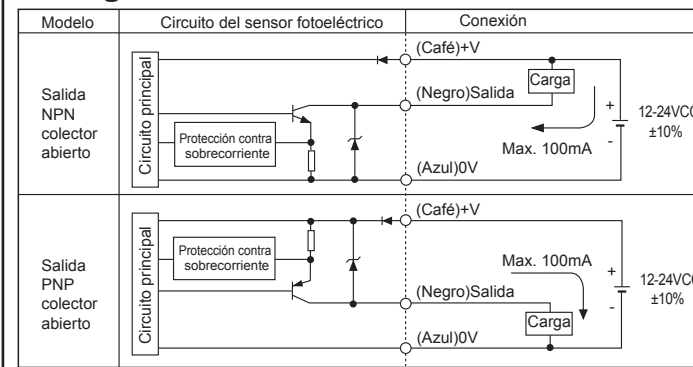 Modelo
Circuito del sensor fotoeléctrico
Conexión
Salida
NPN
colector
abierto
Circuito principal
Protección contra
sobrecorriente
(Café)+V
(Negro)Salida
(Azul)0V
Carga
Max. 100mA
+
-
12-24VCC
±10%
Salida
PNP
colector
abierto
Circuito principal
Protección contra
sobrecorriente
(Café)+V
(Negro)Salida
(Azul)0V
Max. 100mA
Carga
+
-
12-24VCC
±10%